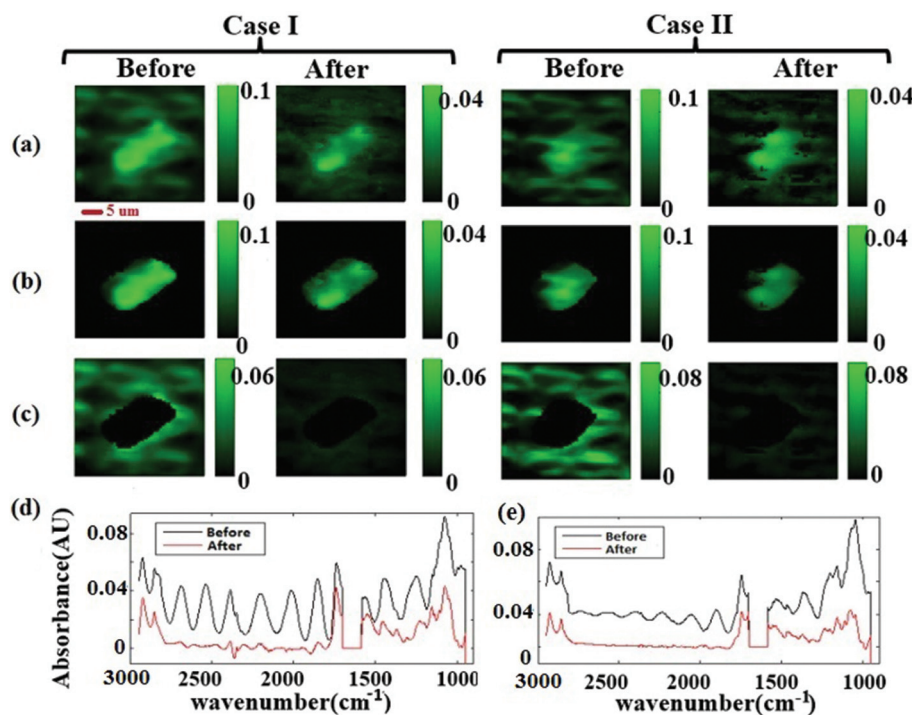 Case I Case II
Before After Before After
(a) 0.1 0 0.04 0 0.1 0 0.04 0
5 um
(b) 0.1 0 0.04 0 0.1 0 0.04 0
(c) 0.06 0 0.06 0 0.08 0 0.08 0
(d) (e)
Absorbance(AU)
0.08
0.04
0
Before
After
3000 2500 2000 1500 1000
wavenumber(cm⁻¹)
0.08
0.04
0
Before
After
3000 2500 2000 1500 1000
wavenumber(cm⁻¹)